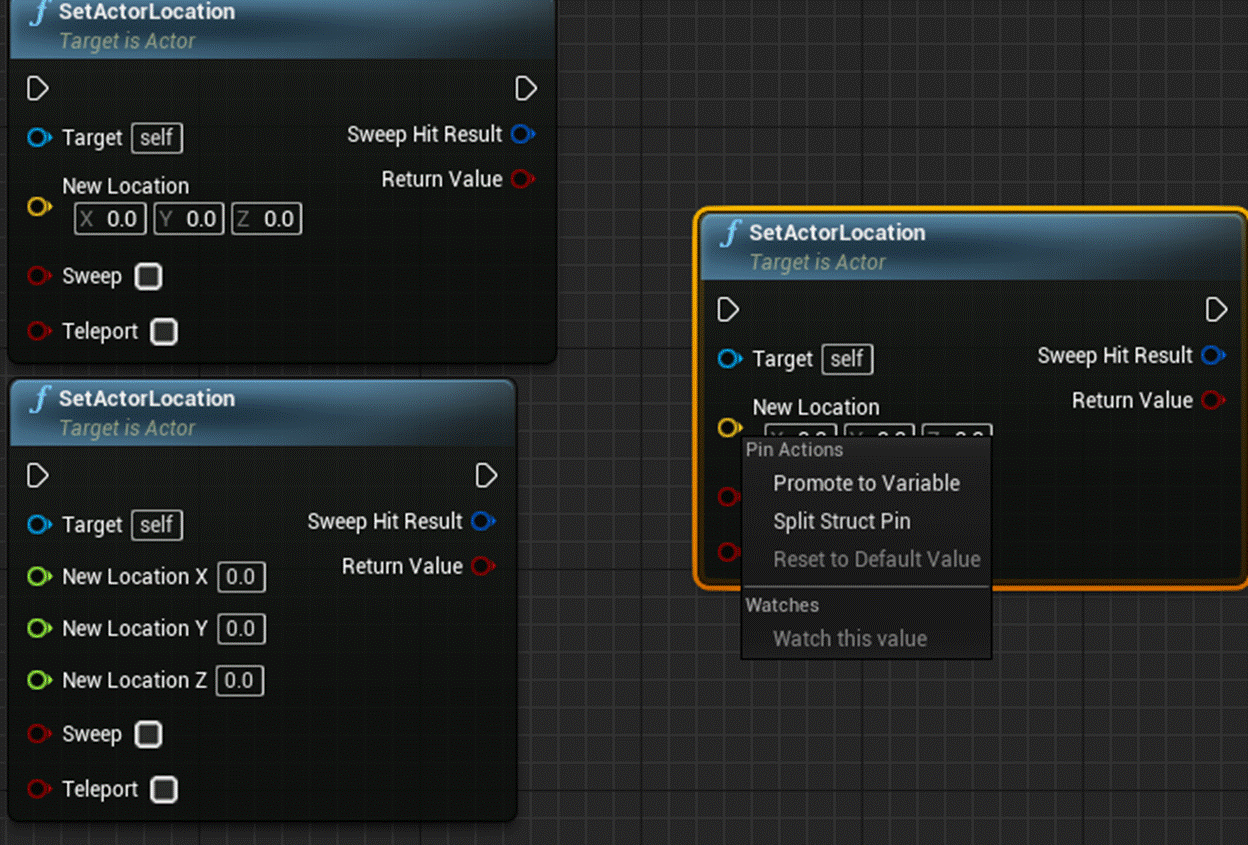 SetActorLocation
Target is Actor
Target self
Sweep Hit Result
New Location
Return Value
X 0.0 Y 0.0 Z 0.0
Sweep
Teleport
SetActorLocation
Target is Actor
Target self
Sweep Hit Result
New Location X 0.0
Return Value
New Location Y 0.0
New Location Z 0.0
Sweep
Teleport
SetActorLocation
Target is Actor
Target self
Sweep Hit Result
New Location
Return Value
Pin Actions
Promote to Variable
Split Struct Pin
Reset to Default Value
Watches
Watch this value